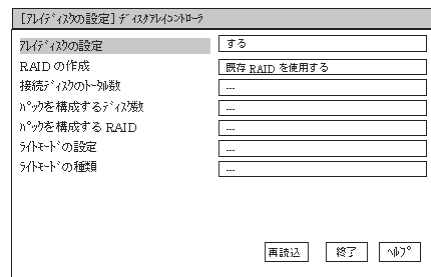 [ｱﾚｲﾃﾞｨｽｸの設定] ﾃﾞｨｽｸｱﾚｲｺﾝﾄﾛｰﾗ
ｱﾚｲﾃﾞｨｽｸの設定 する
RAID の作成 既存 RAID を使用する
接続ﾃﾞｨｽｸのﾄｰﾀﾙ数 ---
ﾊﾟｯｸを構成するﾃﾞｨｽｸ数 ---
ﾊﾟｯｸを構成する RAID ---
ﾗｲﾄﾓｰﾄﾞの設定 ---
ﾗｲﾄﾓｰﾄﾞの種類 ---
再読込 終了 ﾍﾙﾌﾟ